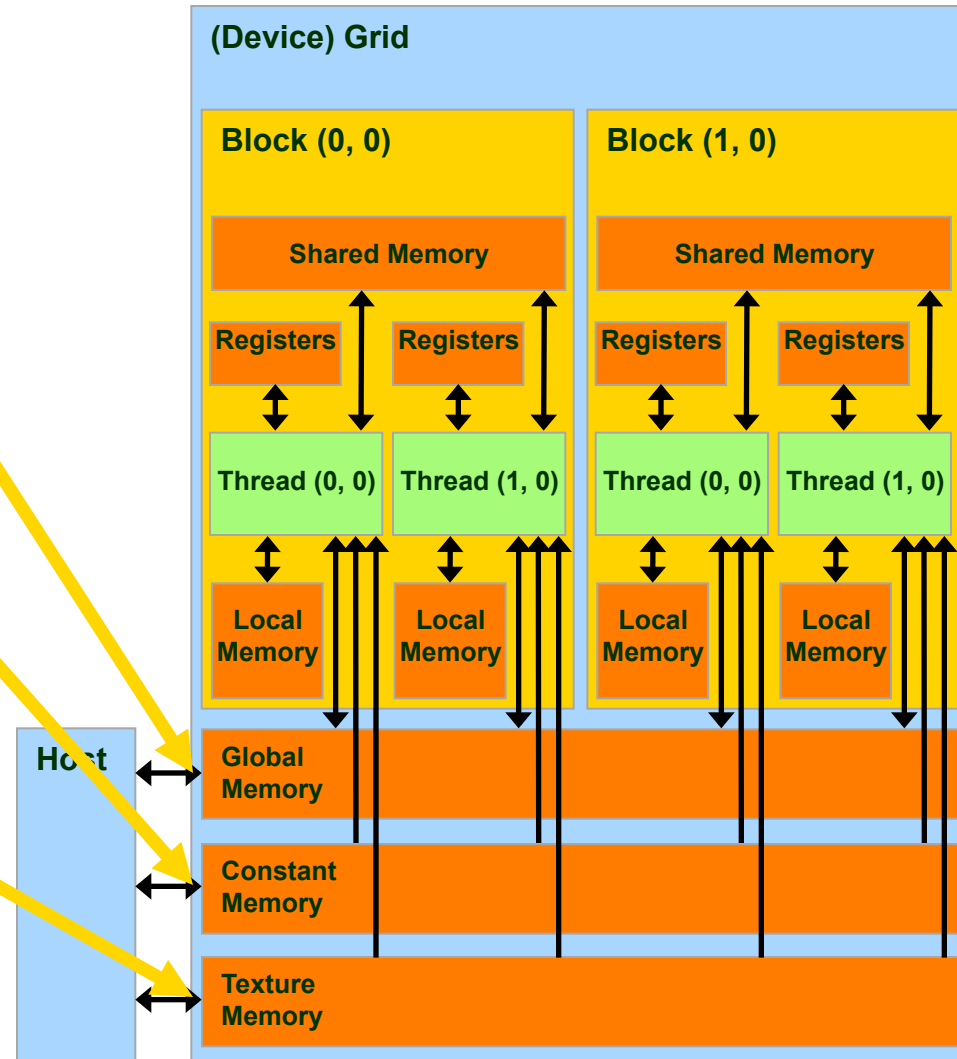 (Device) Grid
Block (0, 0)
Block (1, 0)
Shared Memory
Shared Memory
Registers
Registers
Registers
Registers
Thread (0, 0)
Thread (1, 0)
Thread (0, 0)
Thread (1, 0)
Local
Memory
Local
Memory
Local
Memory
Local
Memory
Host
Global
Memory
Constant
Memory
Texture
Memory